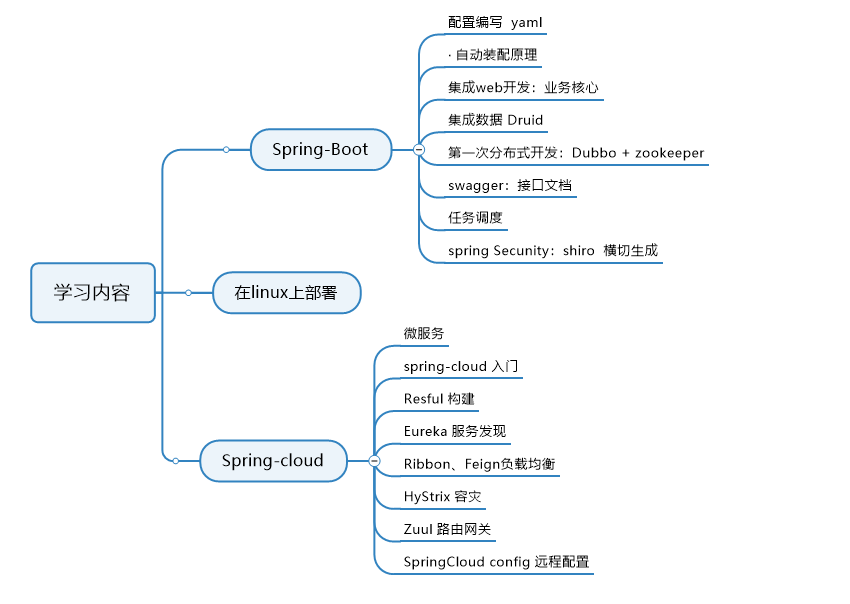 学习内容
Spring-Boot
配置编写 yaml
· 自动装配原理
集成web开发：业务核心
集成数据 Druid
第一次分布式开发：Dubbo + zookeeper
swagger：接口文档
任务调度
spring Secunity：shiro 横切生成
在linux上部署
Spring-cloud
微服务
spring-cloud 入门
Resful 构建
Eureka 服务发现
Ribbon、Feign负载均衡
HyStrix 容灾
Zuul 路由网关
SpringCloud config 远程配置